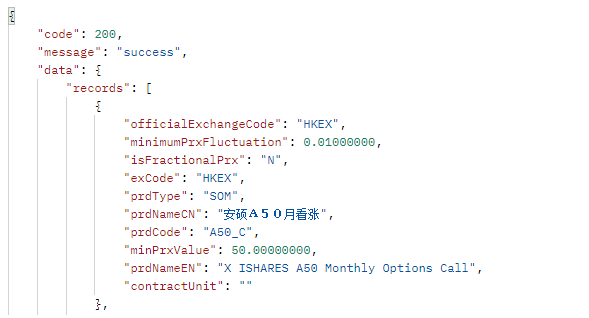 {
"code": 200,
"message": "success",
"data": {
"records": [
{
"officialExchangeCode": "HKEX",
"minimumPrxFluctuation": 0.01000000,
"isFractionalPrx": "N",
"exCode": "HKEX",
"prdType": "SOM",
"prdNameCN": "安硕A50月看涨",
"prdCode": "A50_C",
"minPrxValue": 50.00000000,
"prdNameEN": "X ISHARES A50 Monthly Options Call",
"contractUnit": ""
},